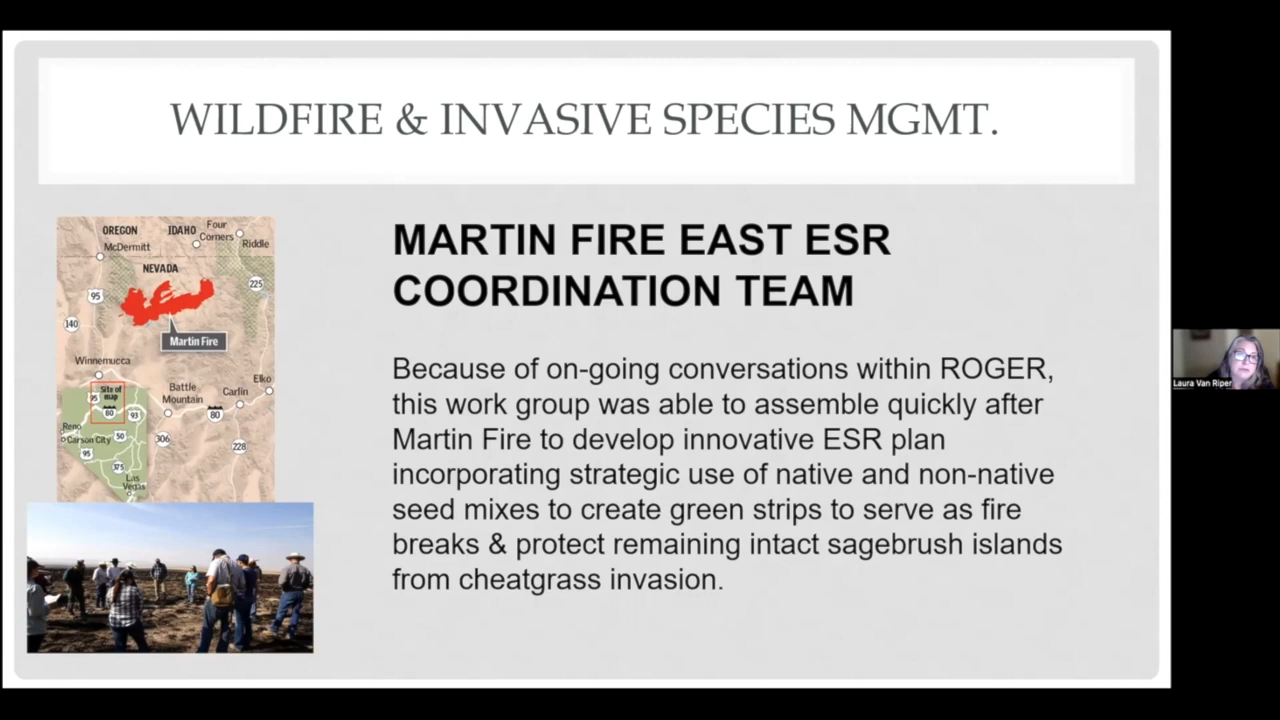 WILDFIRE & INVASIVE SPECIES MGMT.
OREGON
IDAHO
Four
Corners
McDermitt
Riddle
NEVADA
95
225
140
Martin Fire
Winnemucca
Elko
Battle
Mountain
Carlin
Site of
map
95
80
93
80
Reno
Carson City
50
306
95
228
375
Las
Vegas
MARTIN FIRE EAST ESR
COORDINATION TEAM
Because of on-going conversations within ROGER,
this work group was able to assemble quickly after
Martin Fire to develop innovative ESR plan
incorporating strategic use of native and non-native
seed mixes to create green strips to serve as fire
breaks & protect remaining intact sagebrush islands
from cheatgrass invasion.
Laura Van Riper